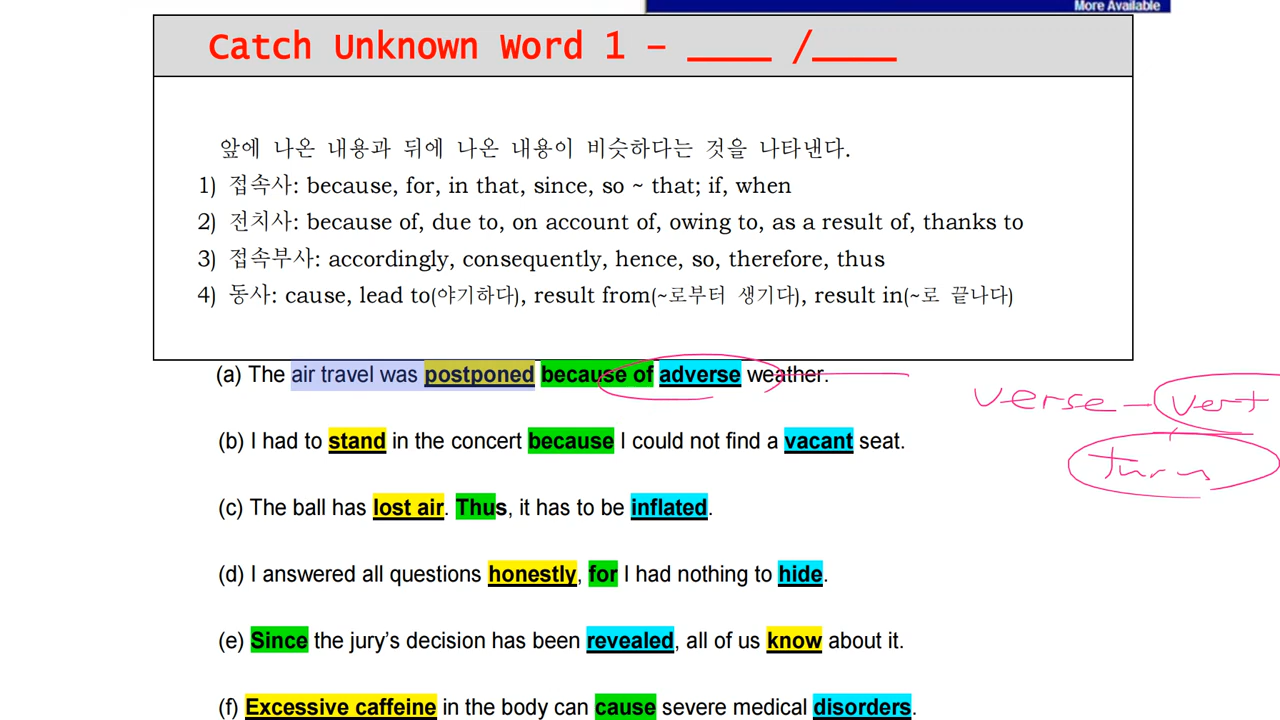 More Available
Catch Unknown Word 1 – ____ /____
앞에 나온 내용과 뒤에 나온 내용이 비슷하다는 것을 나타낸다.
1) 접속사: because, for, in that, since, so ~ that; if, when
2) 전치사: because of, due to, on account of, owing to, as a result of, thanks to
3) 접속부사: accordingly, consequently, hence, so, therefore, thus
4) 동사: cause, lead to(야기하다), result from(~로부터 생기다), result in(~로 끝나다)
(a) The air travel was postponed because of adverse weather.
verse – vert
turn
(b) I had to stand in the concert because I could not find a vacant seat.
(c) The ball has lost air. Thus, it has to be inflated.
(d) I answered all questions honestly, for I had nothing to hide.
(e) Since the jury's decision has been revealed, all of us know about it.
(f) Excessive caffeine in the body can cause severe medical disorders.